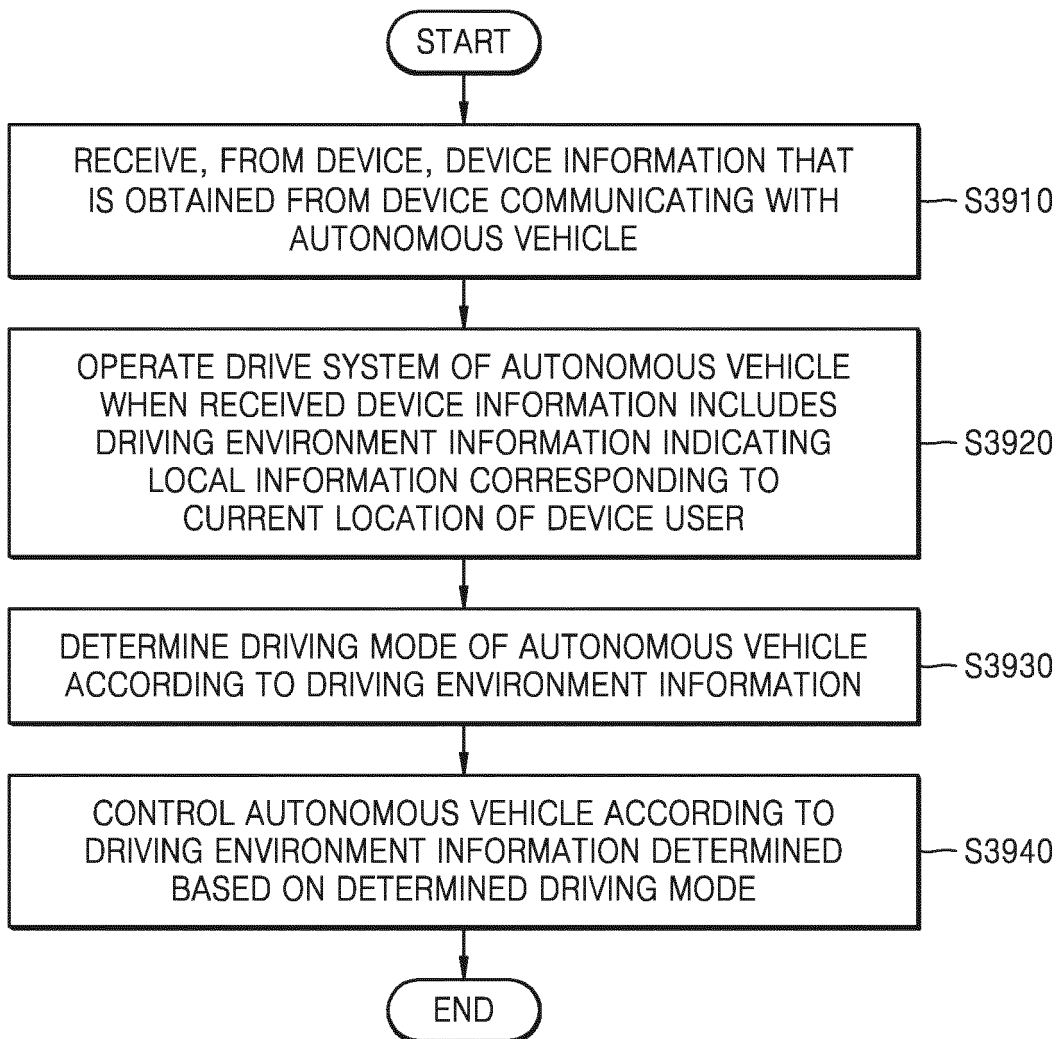 START
RECEIVE, FROM DEVICE, DEVICE INFORMATION THAT
IS OBTAINED FROM DEVICE COMMUNICATING WITH
AUTONOMOUS VEHICLE
S3910
OPERATE DRIVE SYSTEM OF AUTONOMOUS VEHICLE
WHEN RECEIVED DEVICE INFORMATION INCLUDES
DRIVING ENVIRONMENT INFORMATION INDICATING
LOCAL INFORMATION CORRESPONDING TO
CURRENT LOCATION OF DEVICE USER
S3920
DETERMINE DRIVING MODE OF AUTONOMOUS VEHICLE
ACCORDING TO DRIVING ENVIRONMENT INFORMATION
S3930
CONTROL AUTONOMOUS VEHICLE ACCORDING TO
DRIVING ENVIRONMENT INFORMATION DETERMINED
BASED ON DETERMINED DRIVING MODE
S3940
END